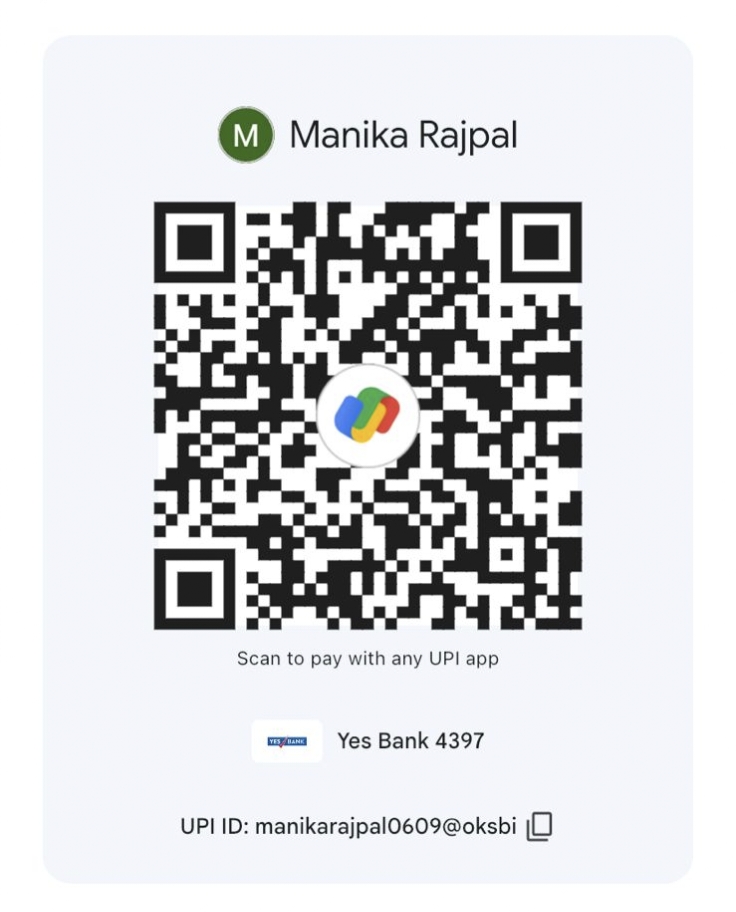 M Manika Rajpal
Scan to pay with any UPI app
YES BANK Yes Bank 4397
UPI ID: manikarajpal0609@oksbi